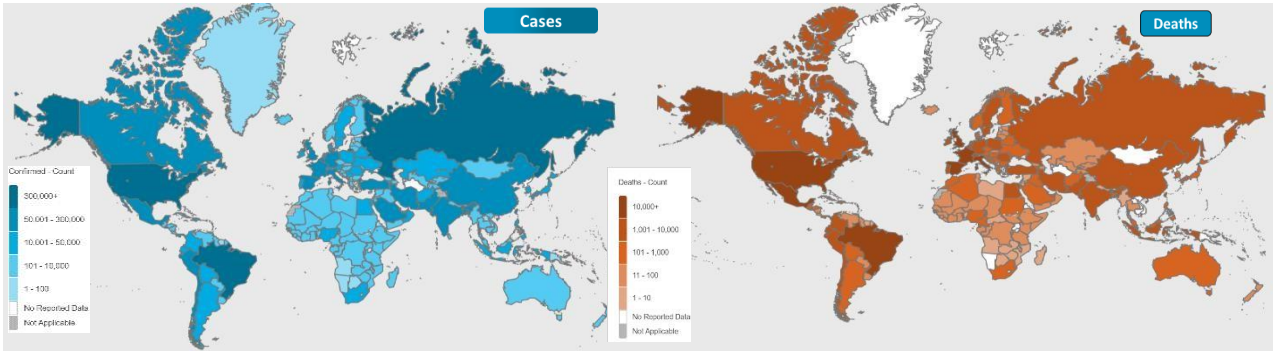 Cases
Confirmed - Count
300,000+
50,001 - 300,000
10,001 - 50,000
101 - 10,000
1 - 100
No Reported Data
Not Applicable
Deaths
Deaths - Count
10,000+
1,001 - 10,000
101 - 1,000
11 - 100
1 - 10
No Reported Data
Not Applicable